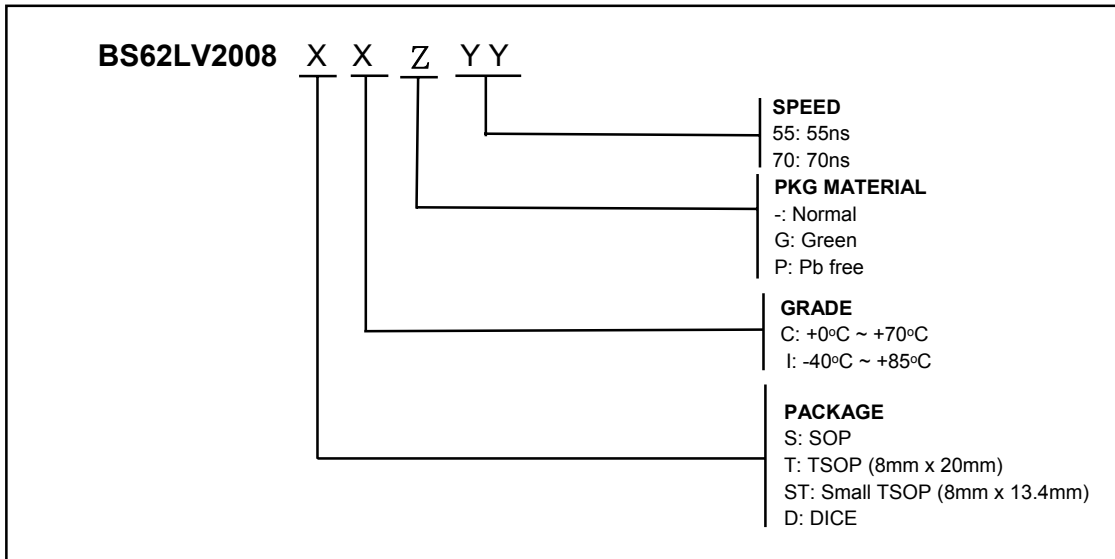 BS62LV2008 X X Z Y Y
SPEED
55: 55ns
70: 70ns
PKG MATERIAL
-: Normal
G: Green
P: Pb free
GRADE
C: +0ºC ~ +70ºC
I: -40ºC ~ +85ºC
PACKAGE
S: SOP
T: TSOP (8mm x 20mm)
ST: Small TSOP (8mm x 13.4mm)
D: DICE